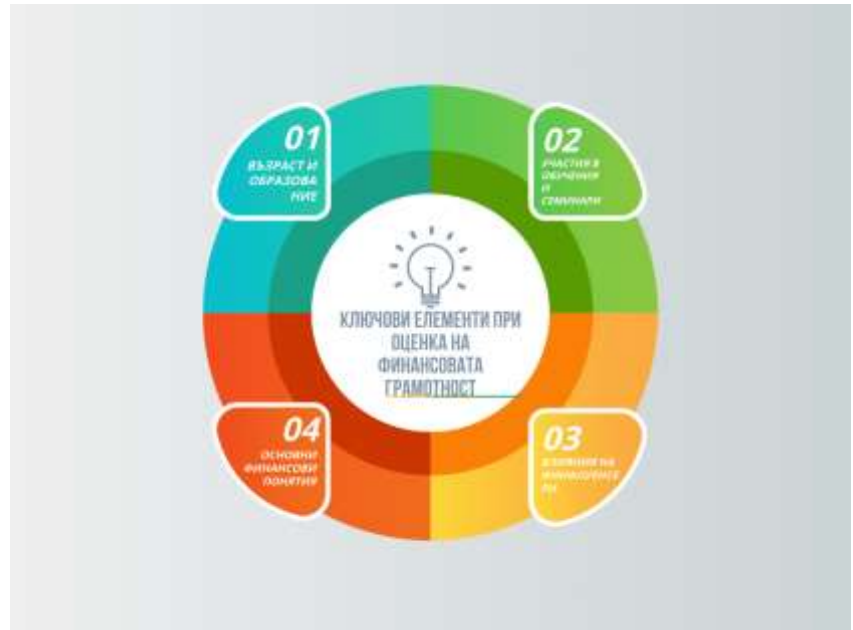 01
ВЪЗРАСТ И
ОБРАЗОВА
НИЕ
02
УЧАСТИЯ В
ОБУЧЕНИЯ
И
СЕМИНАРИ
КЛЮЧОВИ ЕЛЕМЕНТИ ПРИ
ОЦЕНКА НА
ФИНАНСОВАТА
ГРАМОТНОСТ
04
ОСНОВНИ
ФИНАНСОВИ
ПОНЯТИЯ
03
НА